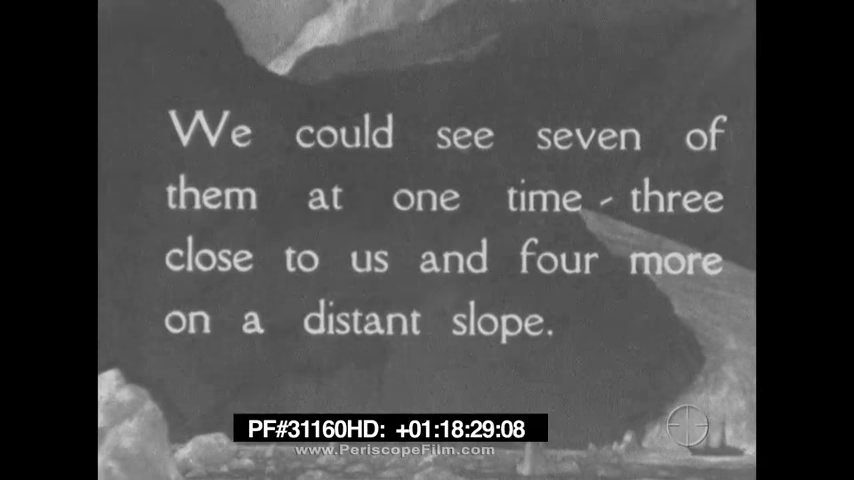 We could see seven of
them at one time - three
close to us and four more
on a distant slope.
PF#31160HD: +01:18:29:08
www.PeriscopeFilm.com